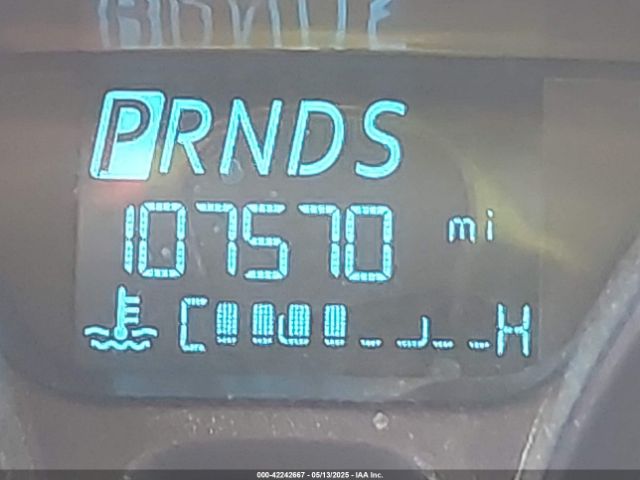 PRNDS
107570 mi
C H
000-42242667 - 05/13/2025 - IAA Inc.